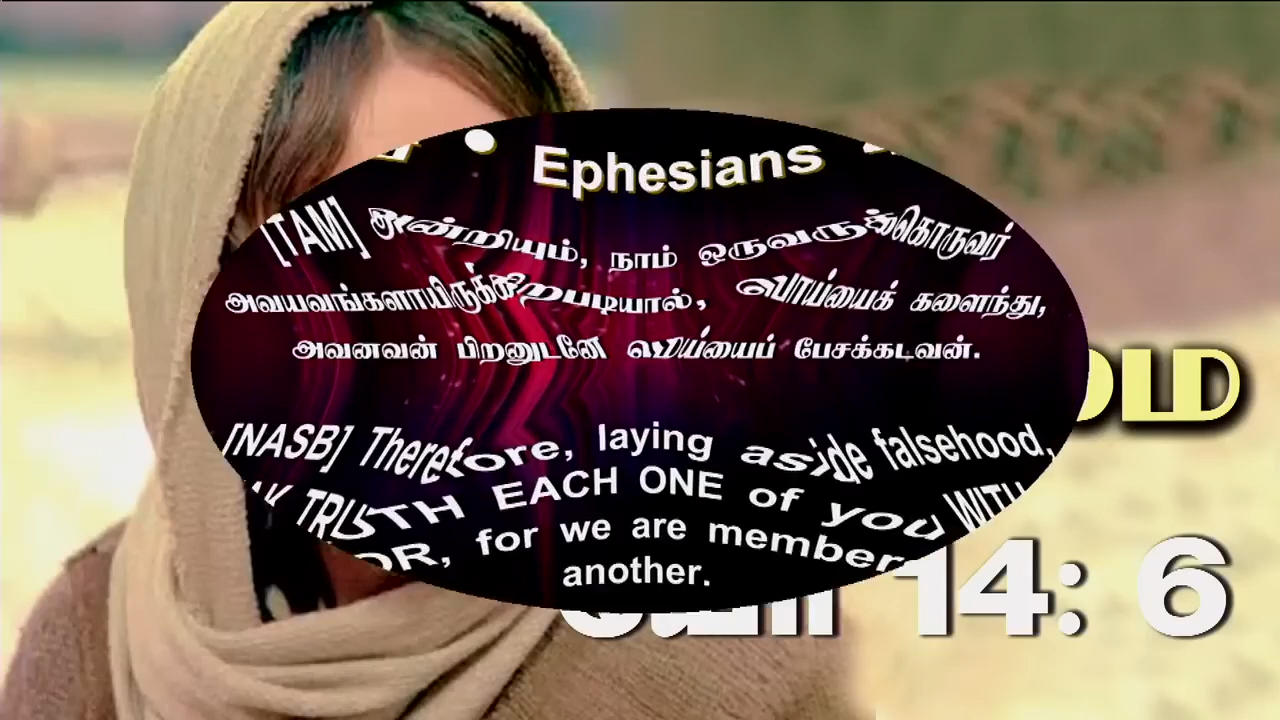 Ephesians
[TAM] அன்றியும், நாம் ஒருவருக்கொருவர்
அவயவங்களாயிருக்கிறபடியால், பொய்யைக் களைந்து,
அவனவன் பிறனுடனே மெய்யைப் பேசக்கடவன்.
[NASB] Therefore, laying aside falsehood,
TRUTH EACH ONE of you WITH
for we are
another.
14: 6